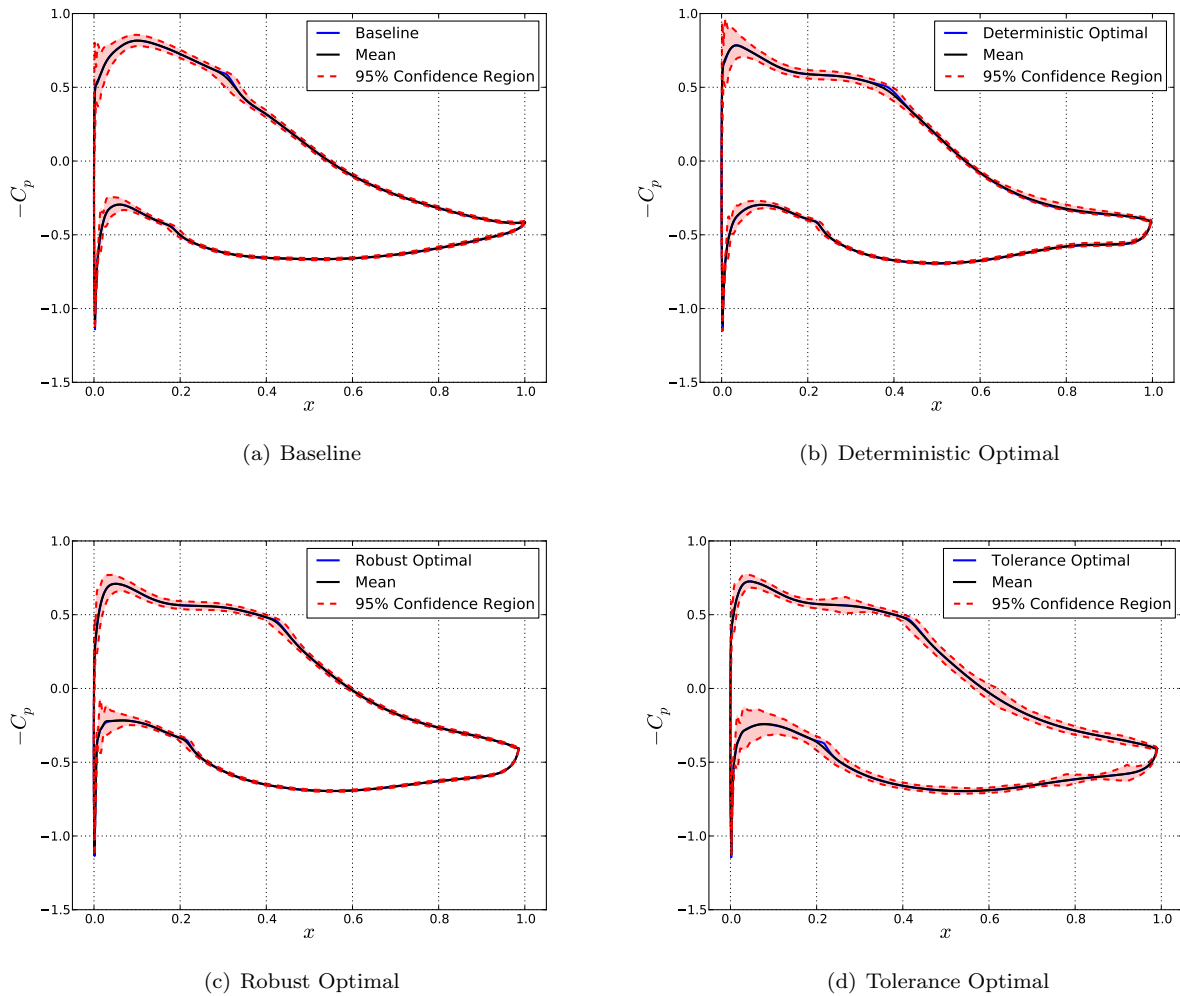 Baseline
Mean
95% Confidence Region
1.0
0.5
0.0
−0.5
−1.0
−1.5
−C_p
0.0 0.2 0.4 0.6 0.8 1.0
x
(a) Baseline
Deterministic Optimal
Mean
95% Confidence Region
1.0
0.5
0.0
−0.5
−1.0
−1.5
−C_p
0.0 0.2 0.4 0.6 0.8 1.0
x
(b) Deterministic Optimal
Robust Optimal
Mean
95% Confidence Region
1.0
0.5
0.0
−0.5
−1.0
−1.5
−C_p
0.0 0.2 0.4 0.6 0.8 1.0
x
(c) Robust Optimal
Tolerance Optimal
Mean
95% Confidence Region
1.0
0.5
0.0
−0.5
−1.0
−1.5
−C_p
0.0 0.2 0.4 0.6 0.8 1.0
x
(d) Tolerance Optimal